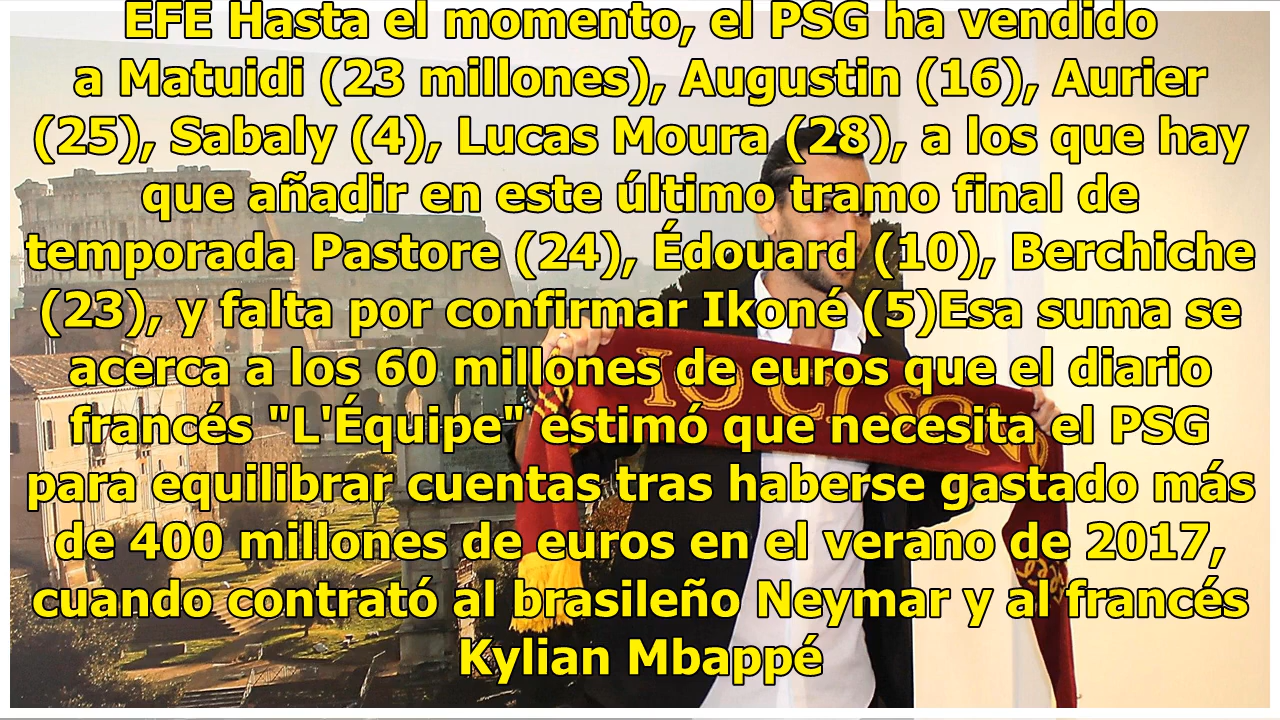 EFE Hasta el momento, el PSG ha vendido
a Matuidi (23 millones), Augustin (16), Aurier
(25), Sabaly (4), Lucas Moura (28), a los que hay
que añadir en este último tramo final de
temporada Pastore (24), Édouard (10), Berchiche
(23), y falta por confirmar Ikoné (5)Esa suma se
acerca a los 60 millones de euros que el diario
francés "L'Équipe" estimó que necesita el PSG
para equilibrar cuentas tras haberse gastado más
de 400 millones de euros en el verano de 2017,
cuando contrató al brasileño Neymar y al francés
Kylian Mbappé
IO CI SONO